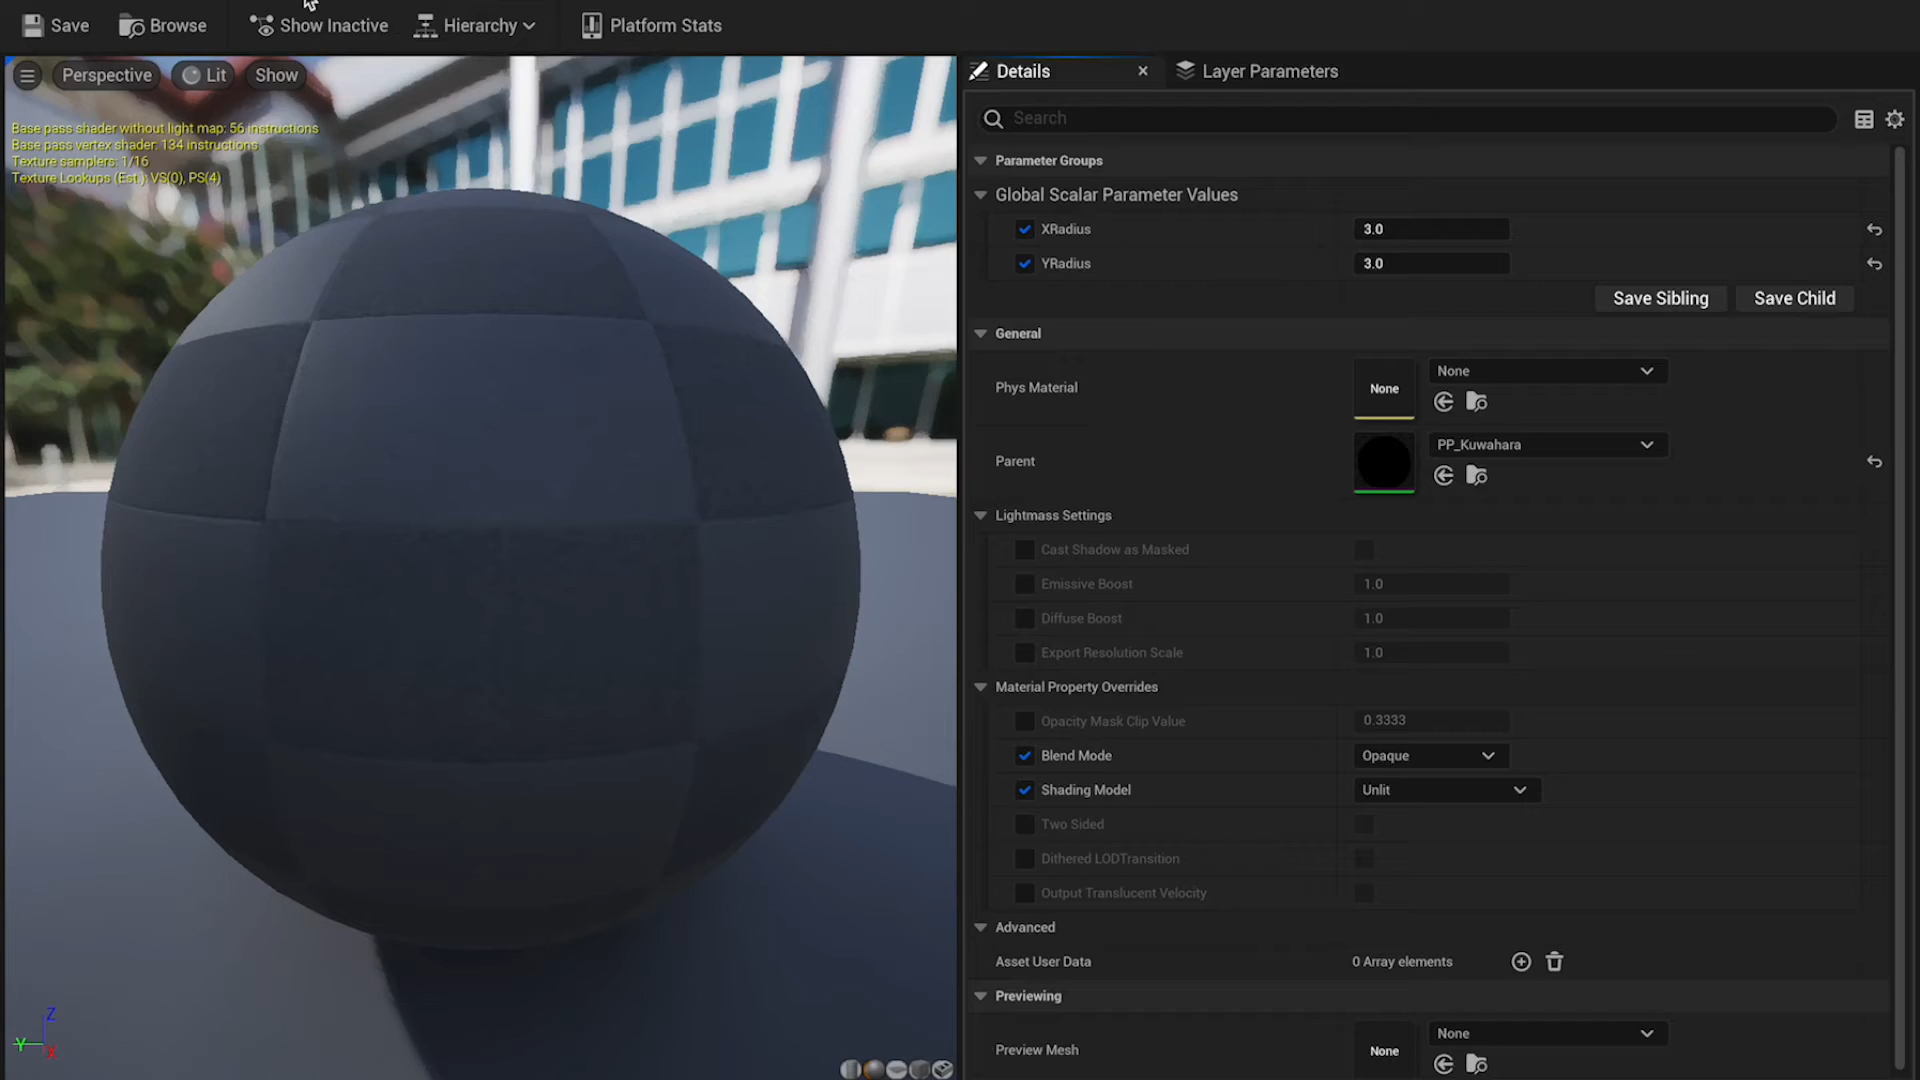 Save Browse Show Inactive Hierarchy Platform Stats
Perspective Lit Show
Base pass shader without light map: 56 instructions
Base pass vertex shader: 134 instructions
Texture samplers: 1/16
Texture Lookups (Est.): VS(0), PS(4)
Z
Y
X
Details Layer Parameters
Search
Parameter Groups
Global Scalar Parameter Values
XRadius 3.0
YRadius 3.0
Save Sibling Save Child
General
Phys Material None None
Parent PP_Kuwahara
Lightmass Settings
Cast Shadow as Masked
Emissive Boost 1.0
Diffuse Boost 1.0
Export Resolution Scale 1.0
Material Property Overrides
Opacity Mask Clip Value 0.3333
Blend Mode Opaque
Shading Model Unlit
Two Sided
Dithered LODTransition
Output Translucent Velocity
Advanced
Asset User Data 0 Array elements
Previewing
Preview Mesh None None